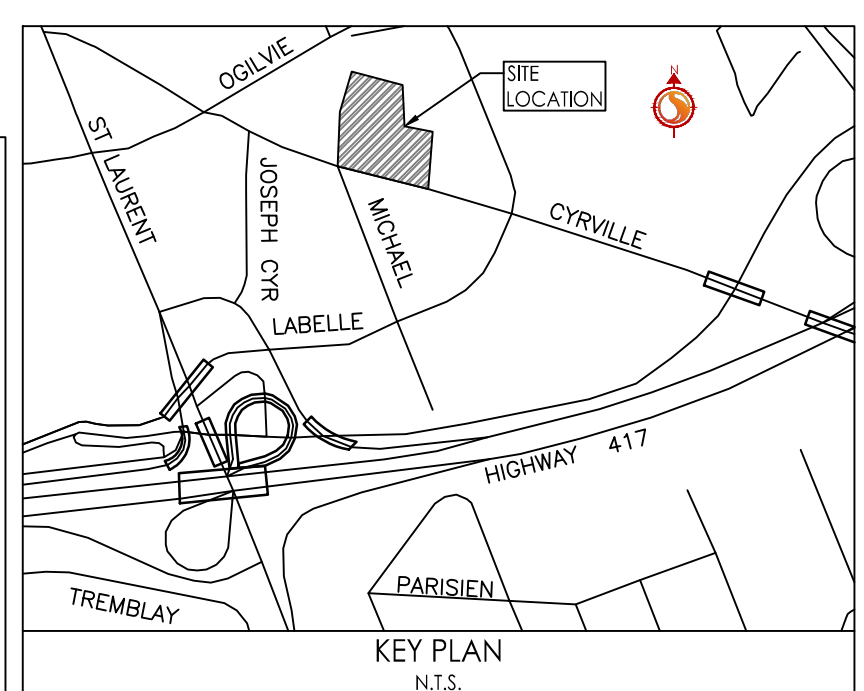 OGILVIE
SITE
LOCATION
N
ST LAURENT
JOSEPH CYR
MICHAEL
CYRVILLE
LABELLE
HIGHWAY 417
PARISIEN
TREMBLAY
KEY PLAN
N.T.S.